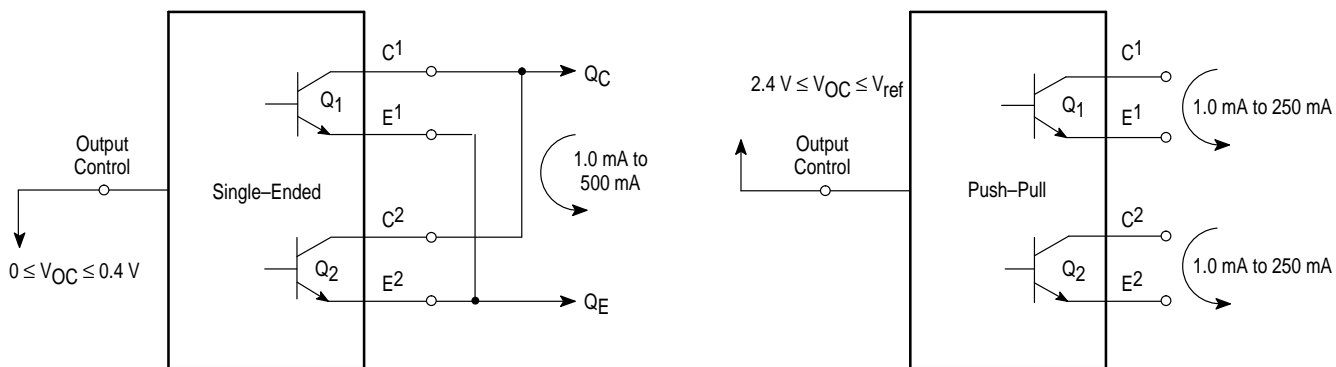 C1
QC
Q1
E1
Output
Control
1.0 mA to
500 mA
Single–Ended
C2
0 ≤ VOC ≤ 0.4 V
Q2
E2
QE
C1
2.4 V ≤ VOC ≤ Vref
Q1
1.0 mA to 250 mA
E1
Output
Control
Push–Pull
C2
Q2
1.0 mA to 250 mA
E2